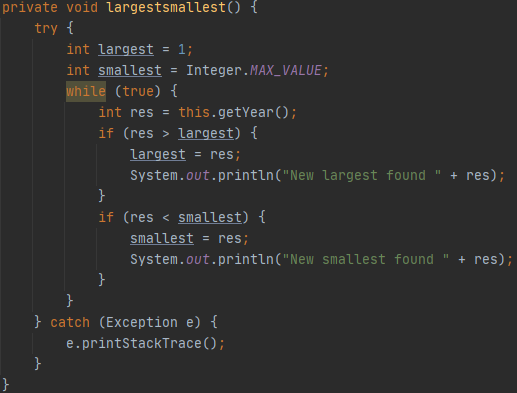 private void largestsmallest() {
    try {
        int largest = 1;
        int smallest = Integer.MAX_VALUE;
        while (true) {
            int res = this.getYear();
            if (res > largest) {
                largest = res;
                System.out.println("New largest found " + res);
            }
            if (res < smallest) {
                smallest = res;
                System.out.println("New smallest found " + res);
            }
        }
    } catch (Exception e) {
        e.printStackTrace();
    }
}